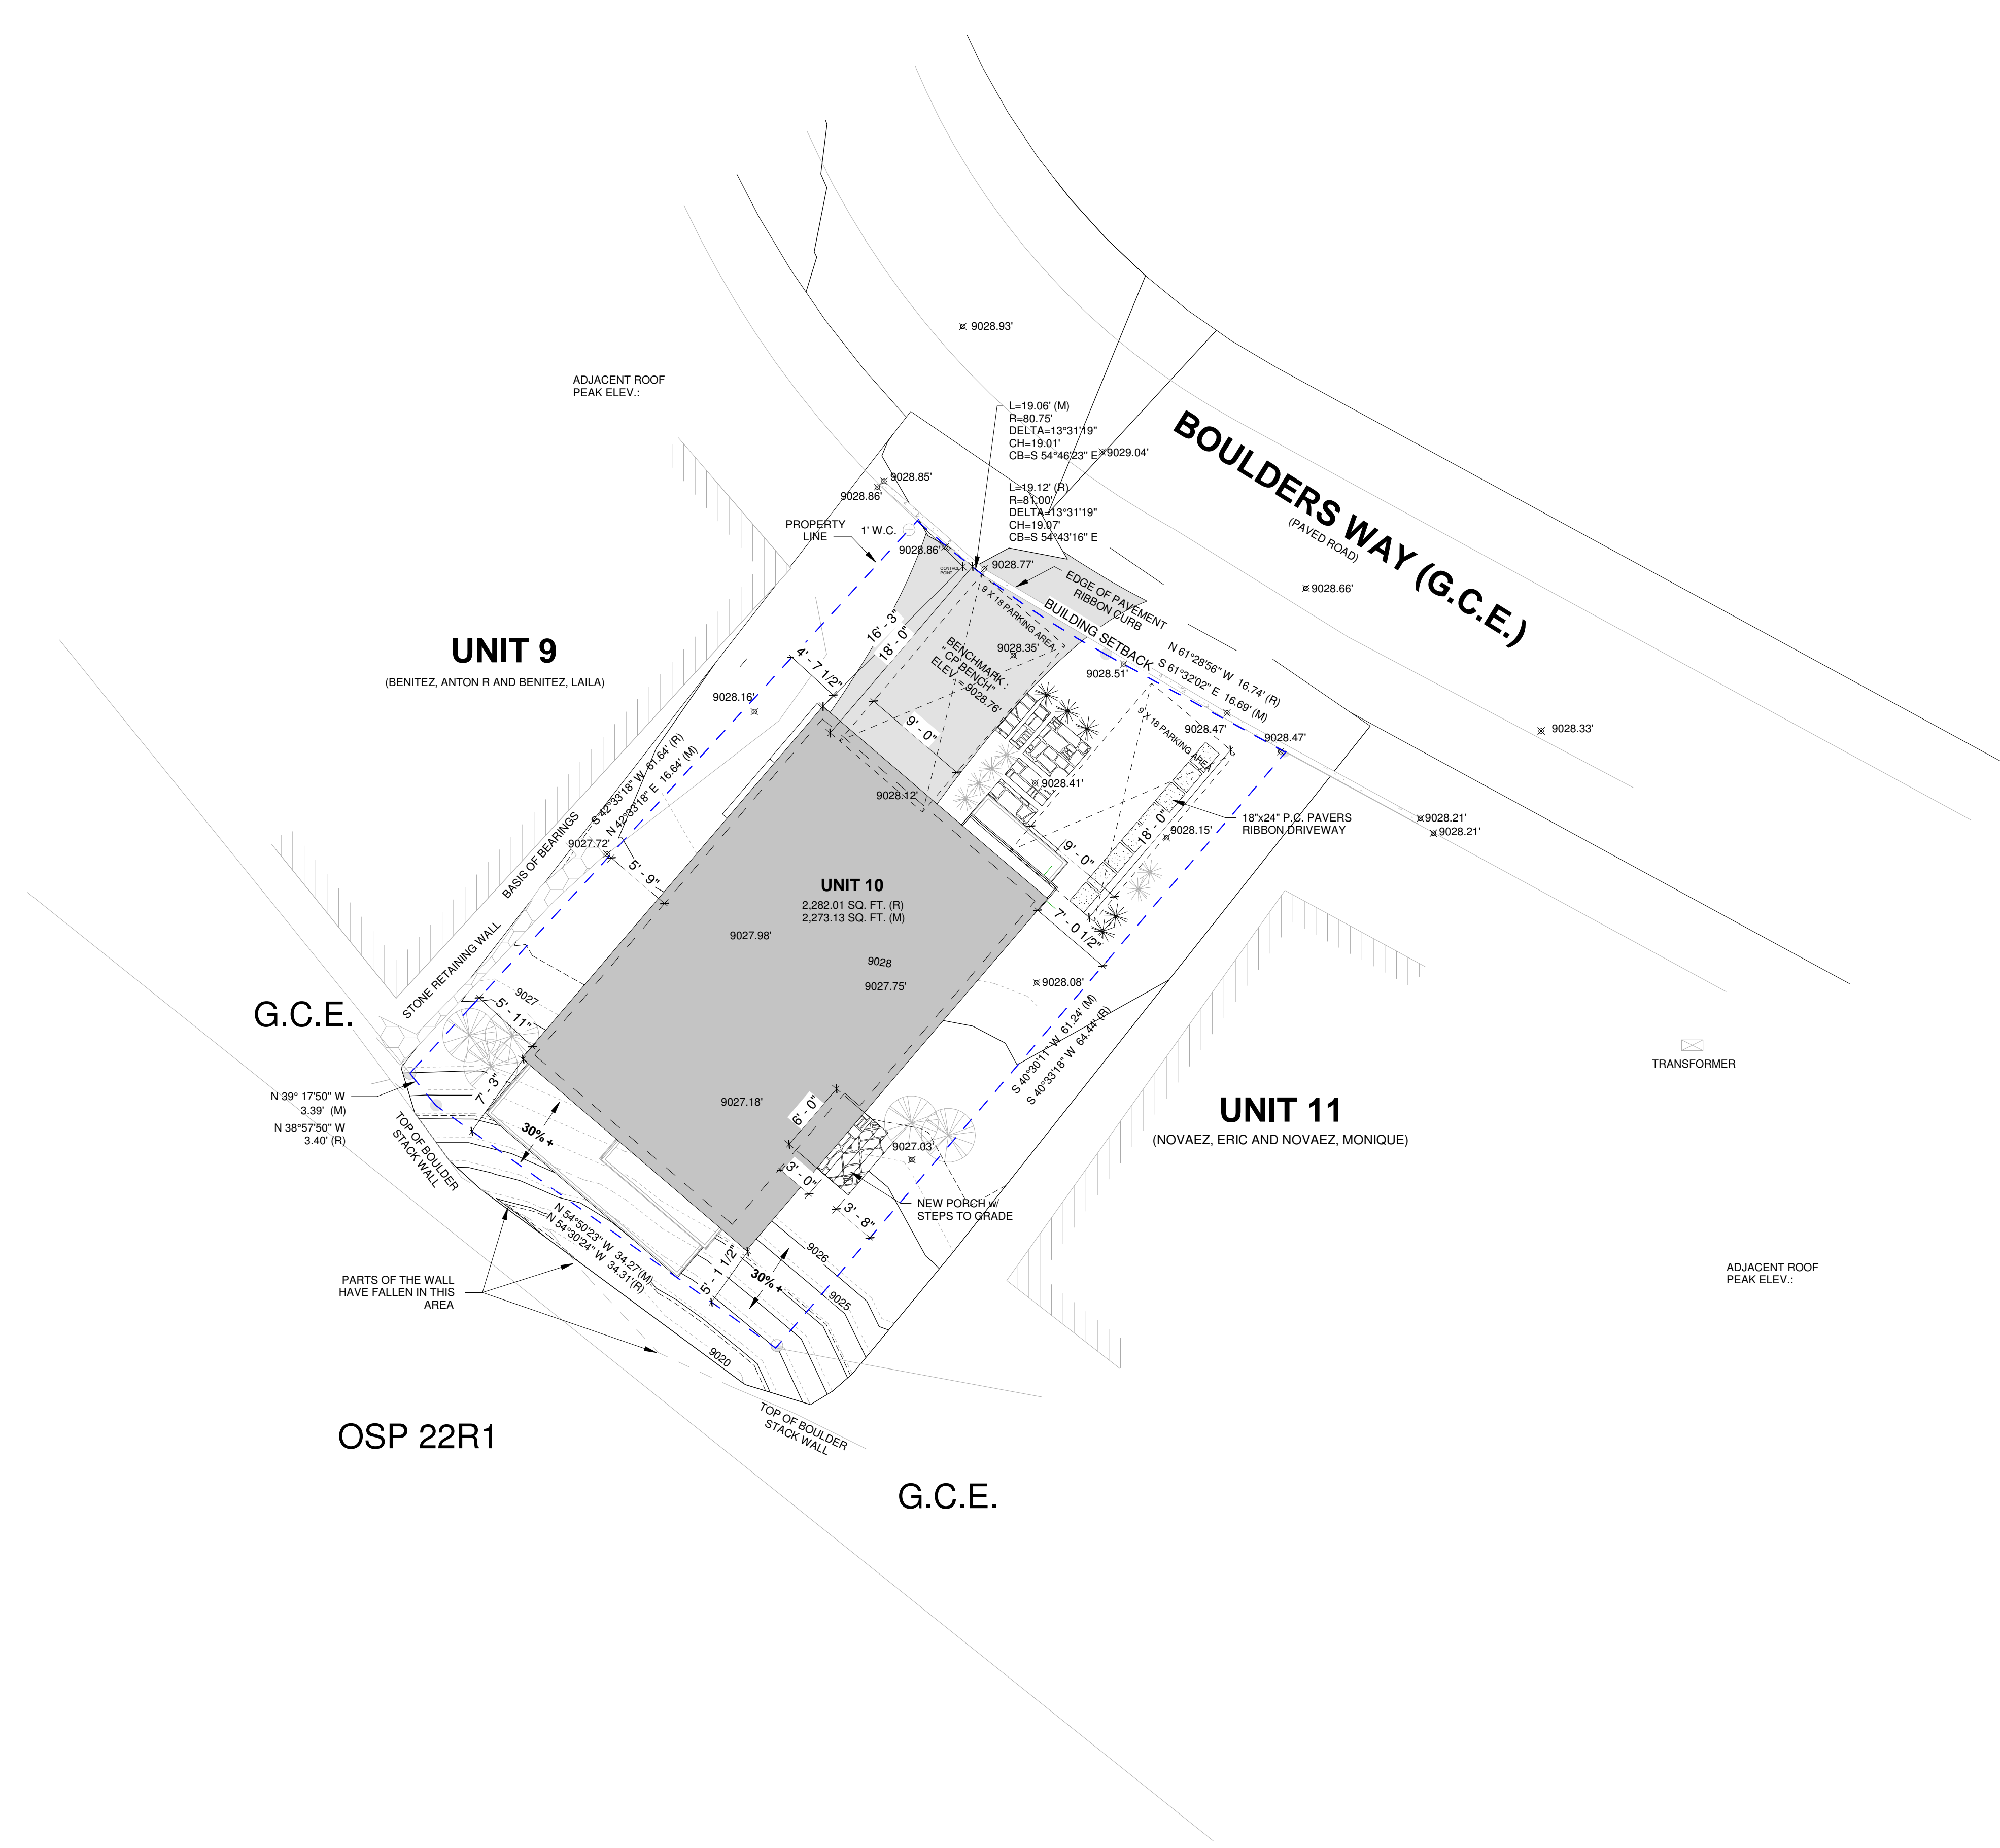 9028.93'
ADJACENT ROOF
PEAK ELEV.:
L=19.06' (M)
R=80.75'
DELTA=13°31'19"
CH=19.01'
CB=S 54°46'23" E
9029.04'
BOULDERS WAY (G.C.E.)
(PAVED ROAD)
9028.85'
9028.86'
L=19.12' (R)
R=81.00'
DELTA=13°31'19"
CH=19.07'
CB=S 54°43'16" E
PROPERTY
LINE
1' W.C.
9028.86'
CONTROL
POINT
9028.77'
EDGE OF PAVEMENT
RIBBON CURB
9028.66'
9 X 18 PARKING AREA
BUILDING SETBACK
16' - 3"
18' - 0"
UNIT 9
(BENITEZ, ANTON R AND BENITEZ, LAILA)
4' - 7 1/2"
BENCHMARK :
"CP BENCH"
ELEV. = 9028.76'
9028.35'
N 61°28'56" W  16.74' (R)
S 61°32'02" E  16.69' (M)
9028.51'
9028.16'
9' - 0"
9 X 18 PARKING AREA
9028.47'
9028.47'
9028.33'
S 42°33'18" W  61.64' (R)
N 42°33'18" E  16.64' (M)
9028.41'
9028.12'
BASIS OF BEARINGS
9027.72'
18"x24" P.C. PAVERS
RIBBON DRIVEWAY
9028.21'
9028.21'
18' - 0"
9028.15'
9' - 0"
5' - 9"
UNIT 10
2,282.01 SQ. FT. (R)
2,273.13 SQ. FT. (M)
7' - 0 1/2"
9027.98'
9028
9027.75'
9028.08'
STONE RETAINING WALL
9027
5' - 11"
G.C.E.
S 40°30'11" W  61.24' (M)
S 40°33'18" W  64.44' (R)
TRANSFORMER
7' - 3"
N 39° 17'50" W
3.39'  (M)
N 38°57'50" W
3.40' (R)
9027.18'
6' - 0"
UNIT 11
(NOVAEZ, ERIC AND NOVAEZ, MONIQUE)
30% +
TOP OF BOULDER
STACK WALL
9027.03'
3' - 0"
NEW PORCH w/
STEPS TO GRADE
3' - 8"
N 54°50'23" W  34.27'(M)
N 54°30'24" W  34.31'(R)
9026
5' - 1 1/2"
30% +
9025
PARTS OF THE WALL
HAVE FALLEN IN THIS
AREA
ADJACENT ROOF
PEAK ELEV.:
9020
TOP OF BOULDER
STACK WALL
OSP 22R1
G.C.E.